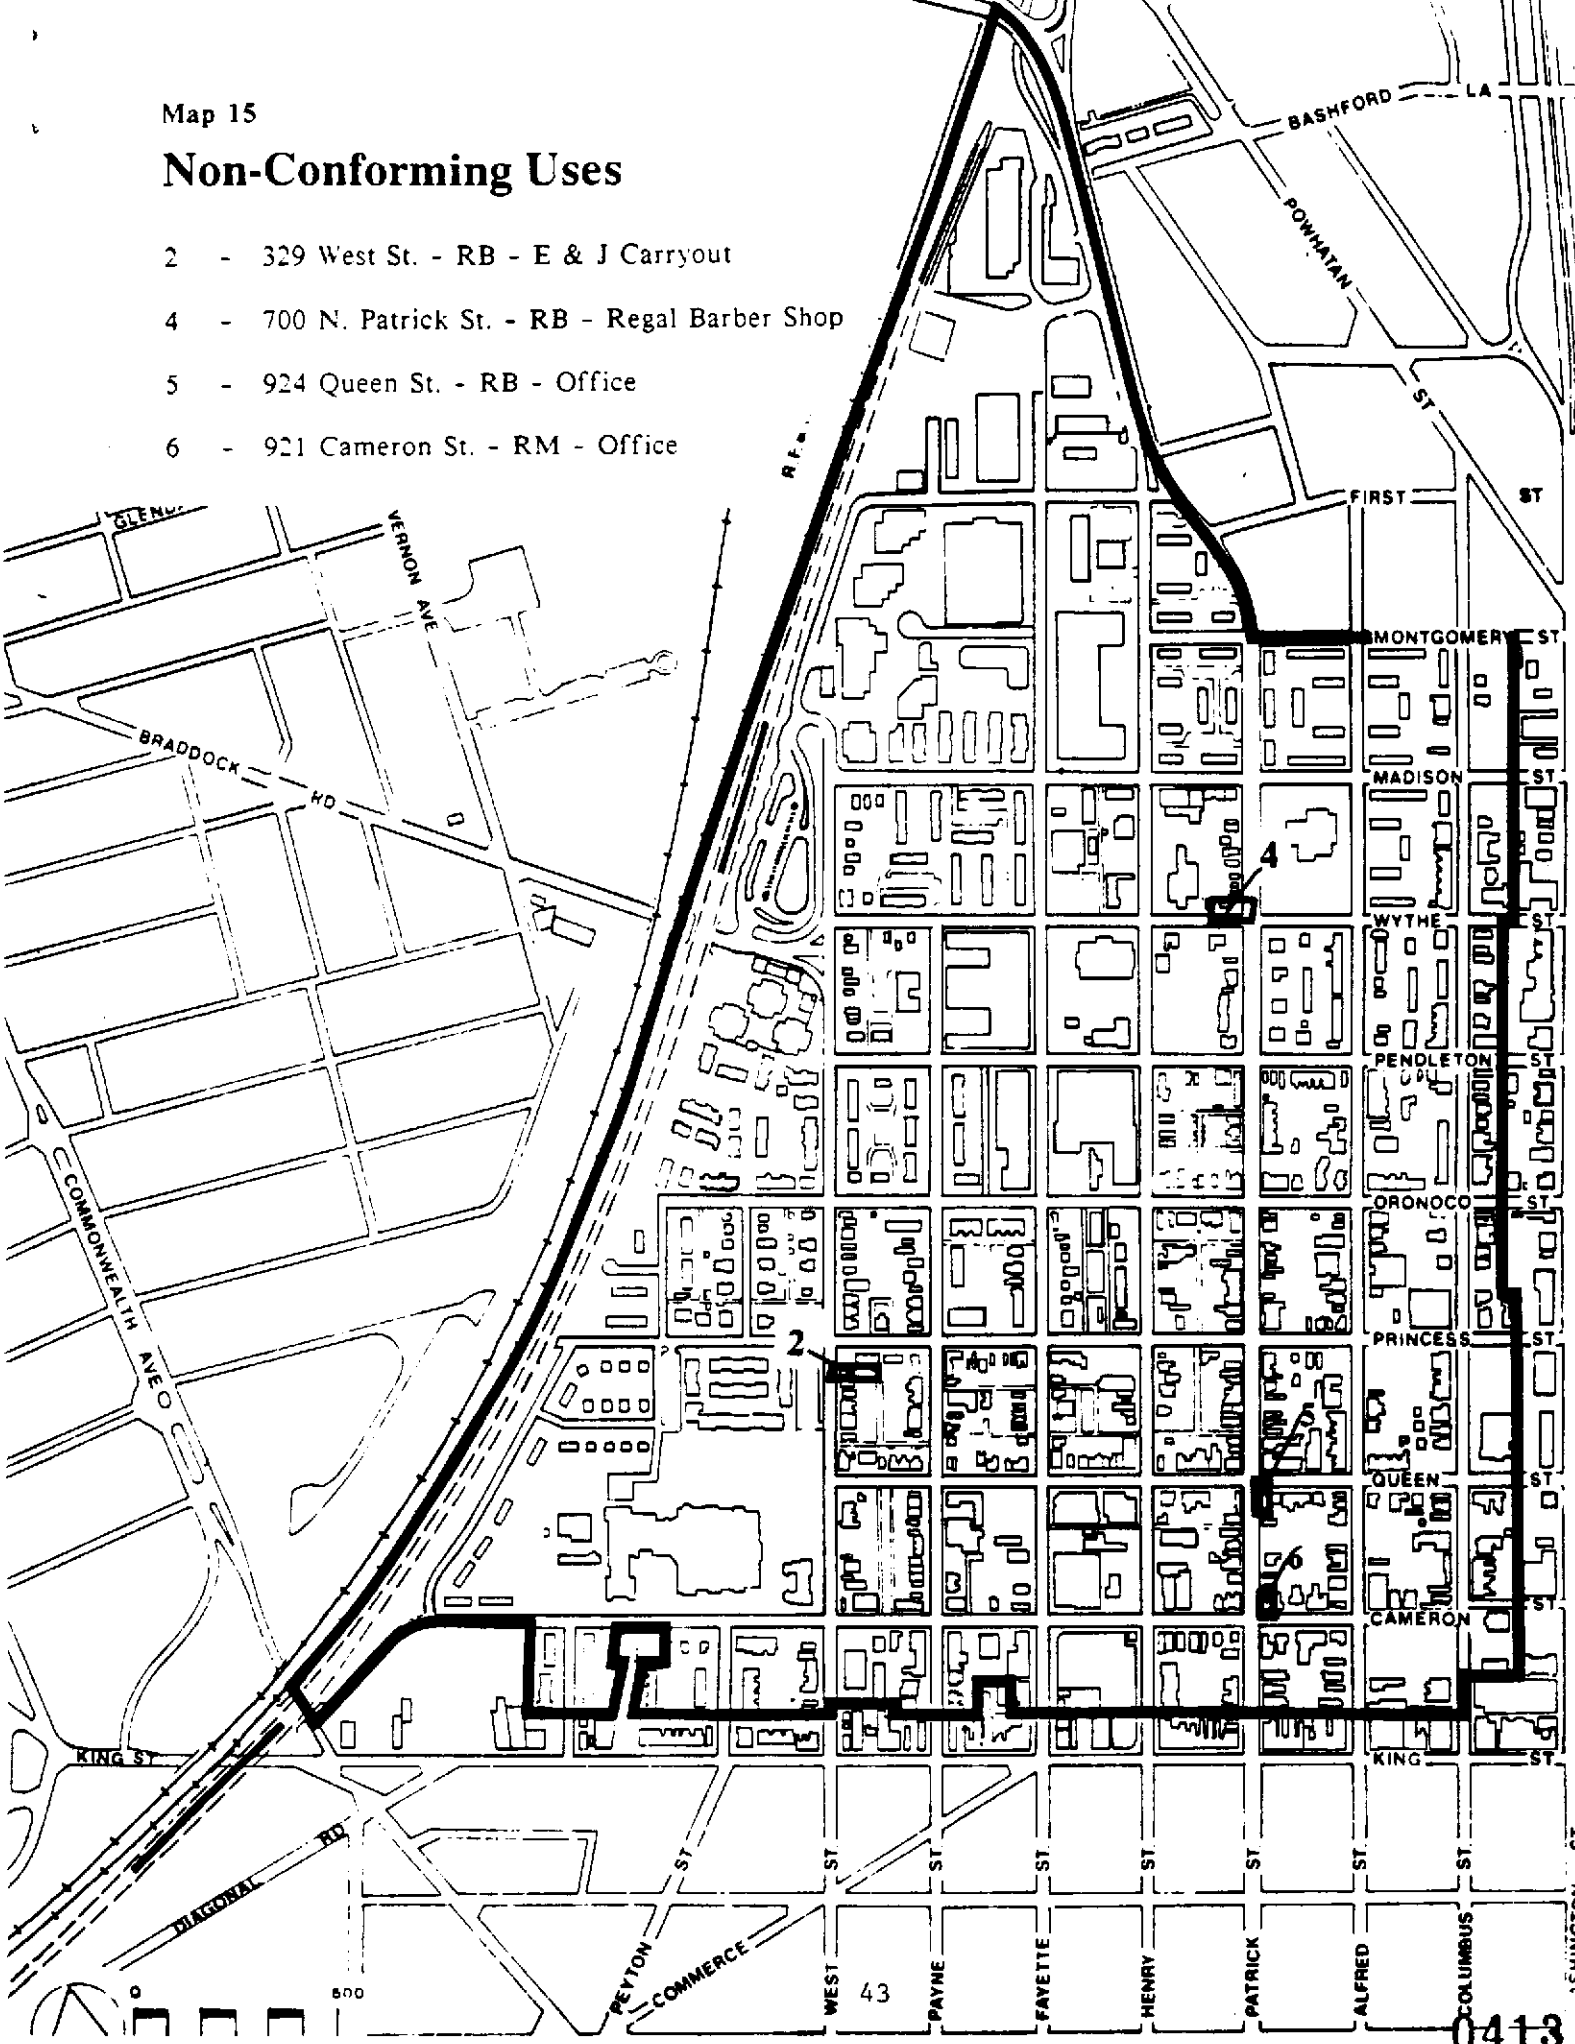 Map 15
Non-Conforming Uses
2 - 329 West St. - RB - E & J Carryout
4 - 700 N. Patrick St. - RB - Regal Barber Shop
5 - 924 Queen St. - RB - Office
6 - 921 Cameron St. - RM - Office
BASHFORD LA
POWHATAN
ST
FIRST ST
VERNON AVE
MONTGOMERY ST
BRADDOCK RD
MADISON ST
4
WYTHE ST
PENDLETON ST
COMMONWEALTH AVE
ORONOCO ST
PRINCESS ST
2
QUEEN ST
6
CAMERON ST
KING ST
KING ST
DIAGONAL RD
PEYTON ST
COMMERCE
WEST ST
PAYNE ST
FAYETTE ST
HENRY ST
PATRICK ST
ALFRED ST
COLUMBUS ST
ST
0 500
43
0413